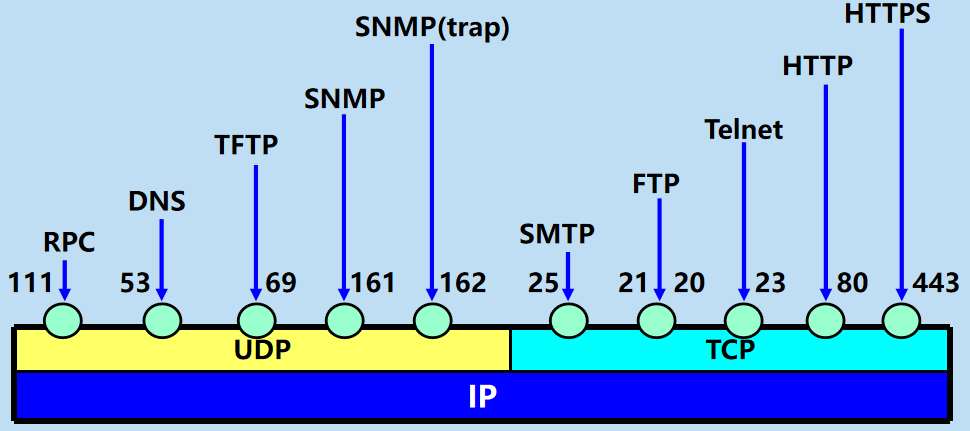 HTTPS
SNMP(trap)
HTTP
SNMP
Telnet
TFTP
FTP
DNS
SMTP
RPC
111 53 69 161 162 25 21 20 23 80 443
UDP TCP
IP